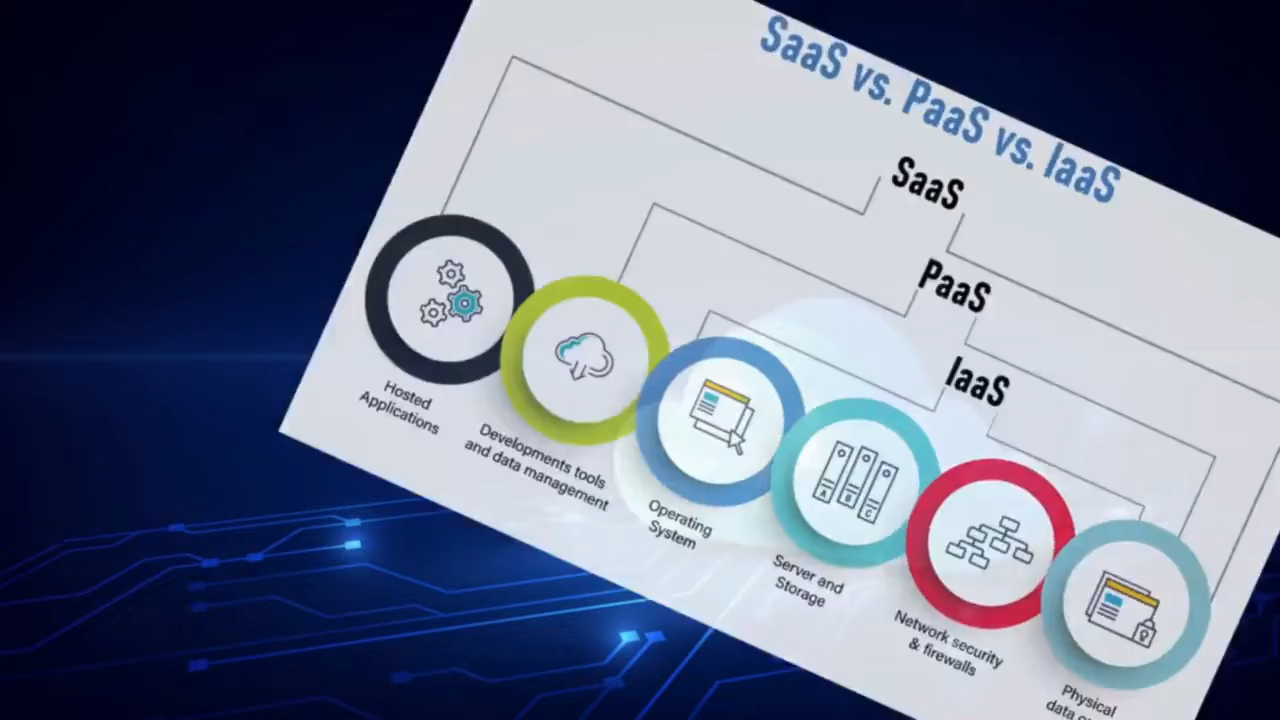 SaaS vs. PaaS vs. IaaS
SaaS
PaaS
IaaS
Hosted
Applications
Developments tools
and data management
Operating
System
Server and
Storage
A B C
Network security
& firewalls
Physical
data